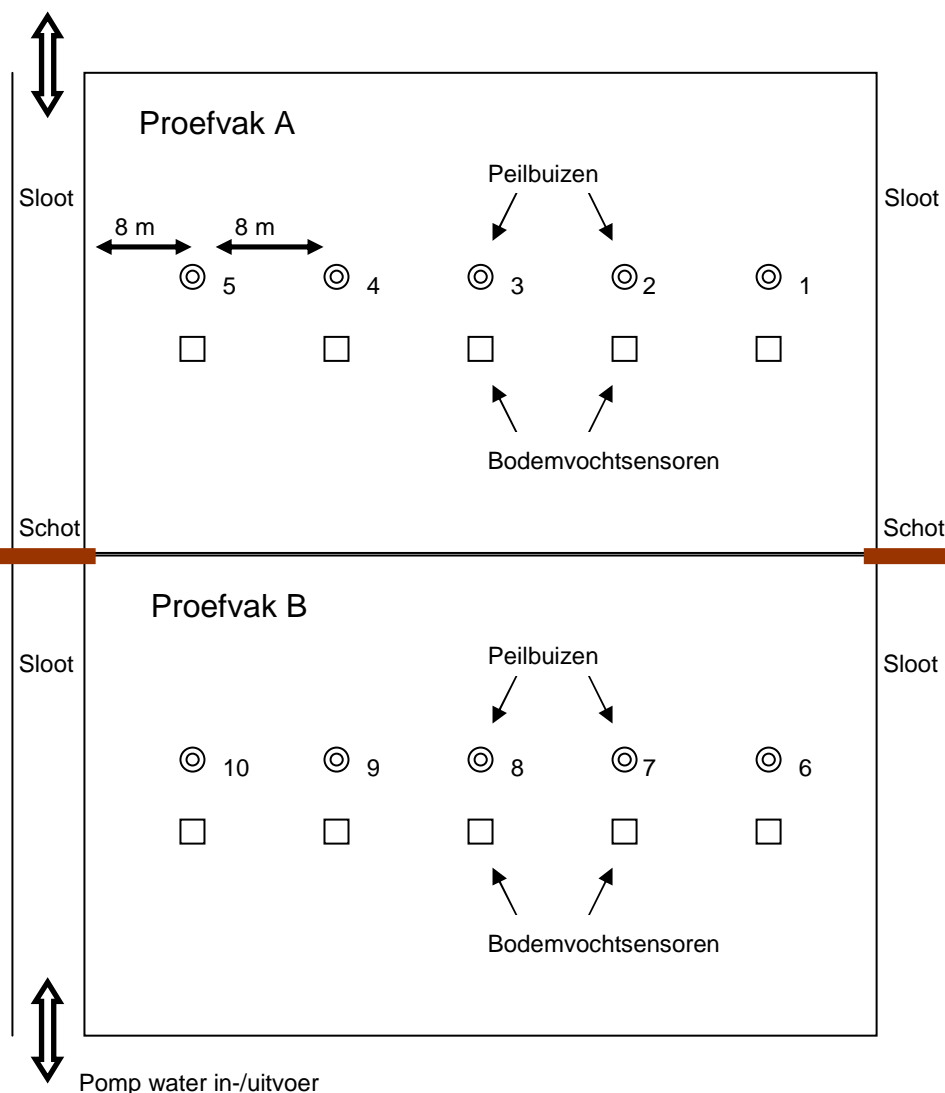 Proefvak A
Peilbuizen
Sloot
Sloot
8 m
8 m
5
4
3
2
1
Bodemvochtsensoren
Schot
Schot
Proefvak B
Peilbuizen
Sloot
Sloot
10
9
8
7
6
Bodemvochtsensoren
Pomp water in-/uitvoer